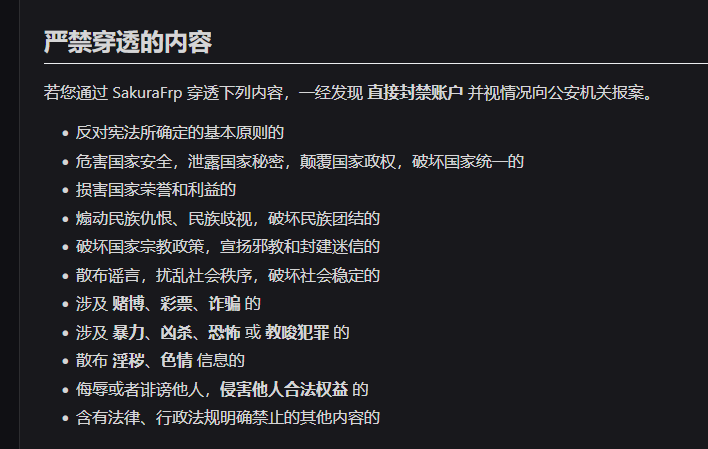 严禁穿透的内容
若您通过 SakuraFrp 穿透下列内容，一经发现 直接封禁账户 并视情况向公安机关报案。
• 反对宪法所确定的基本原则的
• 危害国家安全，泄露国家秘密，颠覆国家政权，破坏国家统一的
• 损害国家荣誉和利益的
• 煽动民族仇恨、民族歧视，破坏民族团结的
• 破坏国家宗教政策，宣扬邪教和封建迷信的
• 散布谣言，扰乱社会秩序，破坏社会稳定的
• 涉及 赌博、彩票、诈骗 的
• 涉及 暴力、凶杀、恐怖 或 教唆犯罪 的
• 散布 淫秽、色情 信息的
• 侮辱或者诽谤他人，侵害他人合法权益 的
• 含有法律、行政法规明确禁止的其他内容的